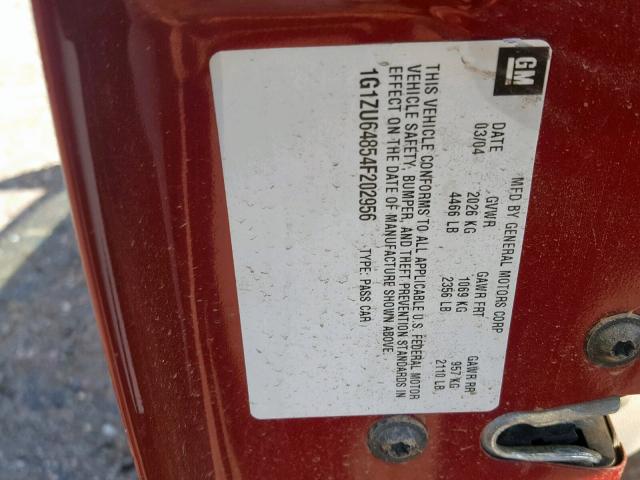 GM
MFD BY GENERAL MOTORS CORP
DATE GVWR GAWR FRT GAWR RR
03/04 2026 KG 1069 KG 957 KG
4466 LB 2356 LB 2110 LB
THIS VEHICLE CONFORMS TO ALL APPLICABLE U.S. FEDERAL MOTOR
VEHICLE SAFETY, BUMPER, AND THEFT PREVENTION STANDARDS IN
EFFECT ON THE DATE OF MANUFACTURE SHOWN ABOVE.
1G1ZU64854F202956 TYPE: PASS CAR